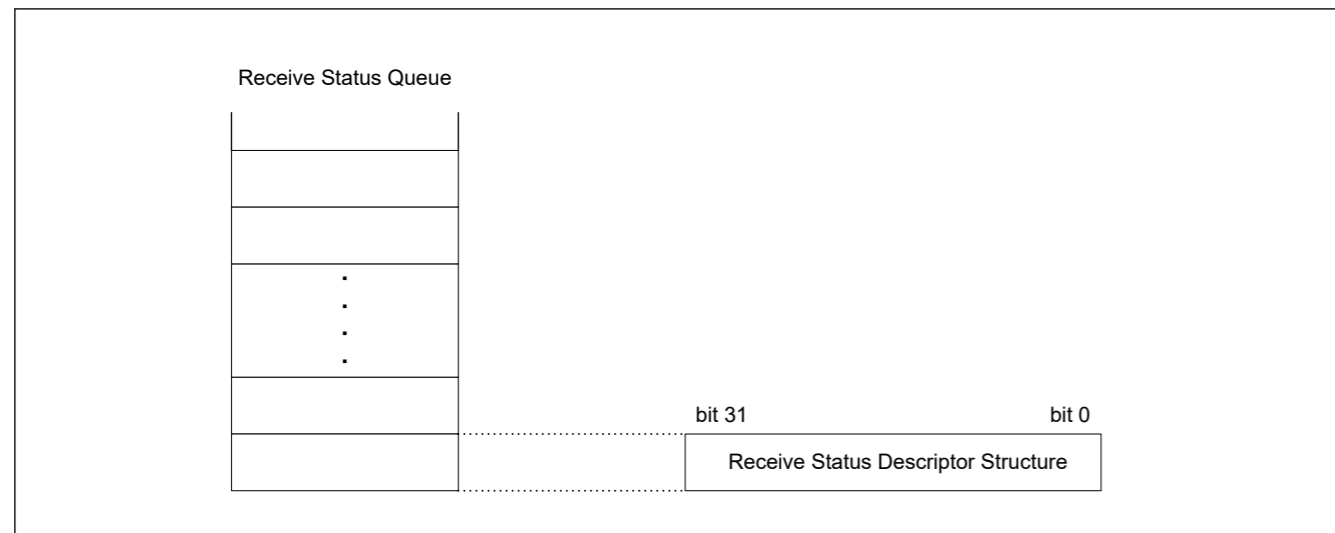 Receive Status Queue
bit 31 bit 0
Receive Status Descriptor Structure